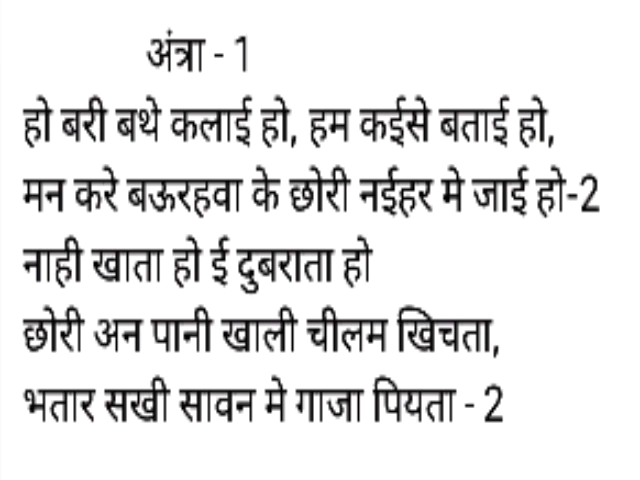 अंत्रा - 1
हो बरी बथे कलाई हो, हम कईसे बताई हो,
मन करे बऊरहवा के छोरी नईहर मे जाई हो-2
नाही खाता हो ई दुबराता हो
छोरी अन पानी खाली चीलम खिचता,
भतार सखी सावन मे गाजा पियता - 2